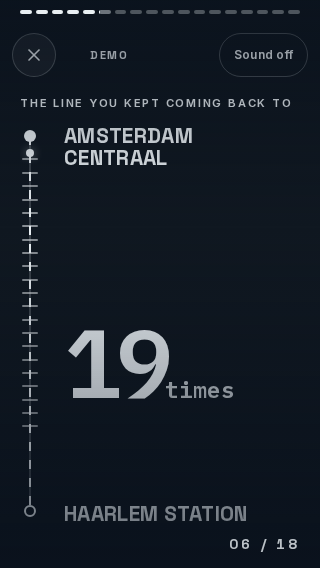 DEMO
Sound off
THE LINE YOU KEPT COMING BACK TO
AMSTERDAM
CENTRAAL
19 times
HAARLEM STATION
06 / 18